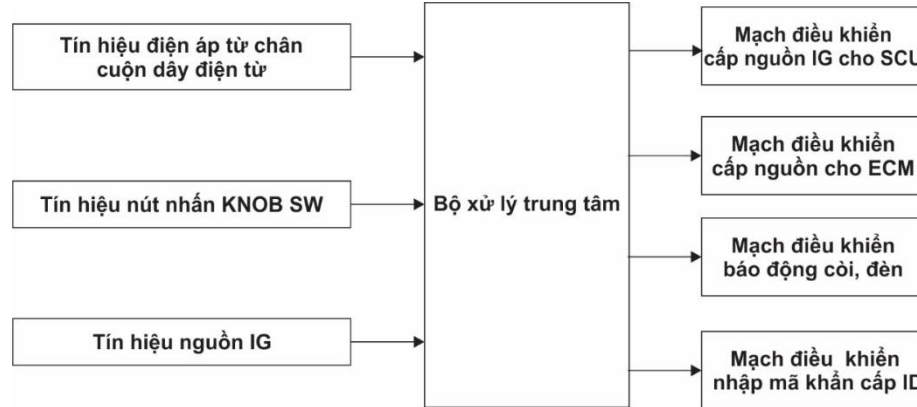 Tín hiệu điện áp từ chân
cuộn dây điện từ
Tín hiệu nút nhấn KNOB SW
Tín hiệu nguồn IG
Bộ xử lý trung tâm
Mạch điều khiển
cấp nguồn IG cho SCU
Mạch điều khiển
cấp nguồn cho ECM
Mạch điều khiển
báo động còi, đèn
Mạch điều khiển
nhập mã khẩn cấp ID